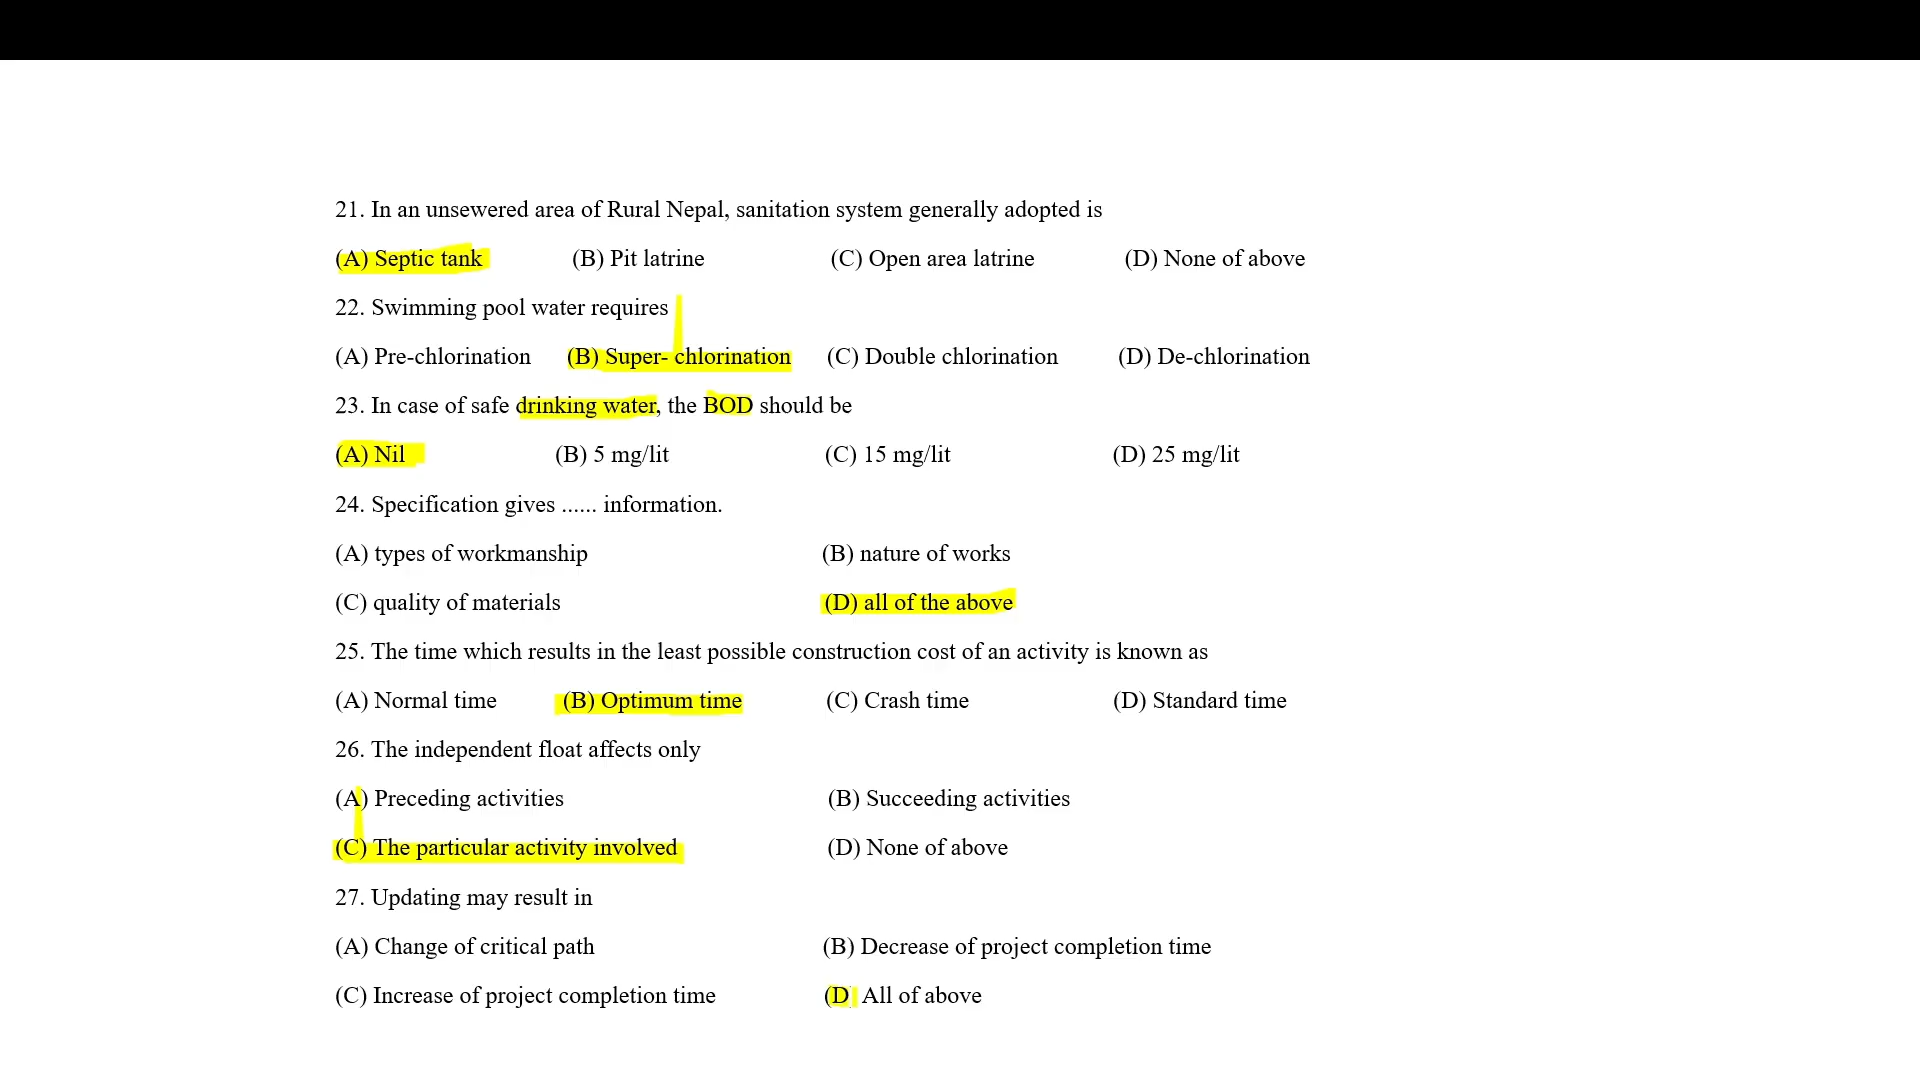 21. In an unsewered area of Rural Nepal, sanitation system generally adopted is
(A) Septic tank (B) Pit latrine (C) Open area latrine (D) None of above
22. Swimming pool water requires
(A) Pre-chlorination (B) Super- chlorination (C) Double chlorination (D) De-chlorination
23. In case of safe drinking water, the BOD should be
(A) Nil (B) 5 mg/lit (C) 15 mg/lit (D) 25 mg/lit
24. Specification gives ...... information.
(A) types of workmanship (B) nature of works
(C) quality of materials (D) all of the above
25. The time which results in the least possible construction cost of an activity is known as
(A) Normal time (B) Optimum time (C) Crash time (D) Standard time
26. The independent float affects only
(A) Preceding activities (B) Succeeding activities
(C) The particular activity involved (D) None of above
27. Updating may result in
(A) Change of critical path (B) Decrease of project completion time
(C) Increase of project completion time (D) All of above